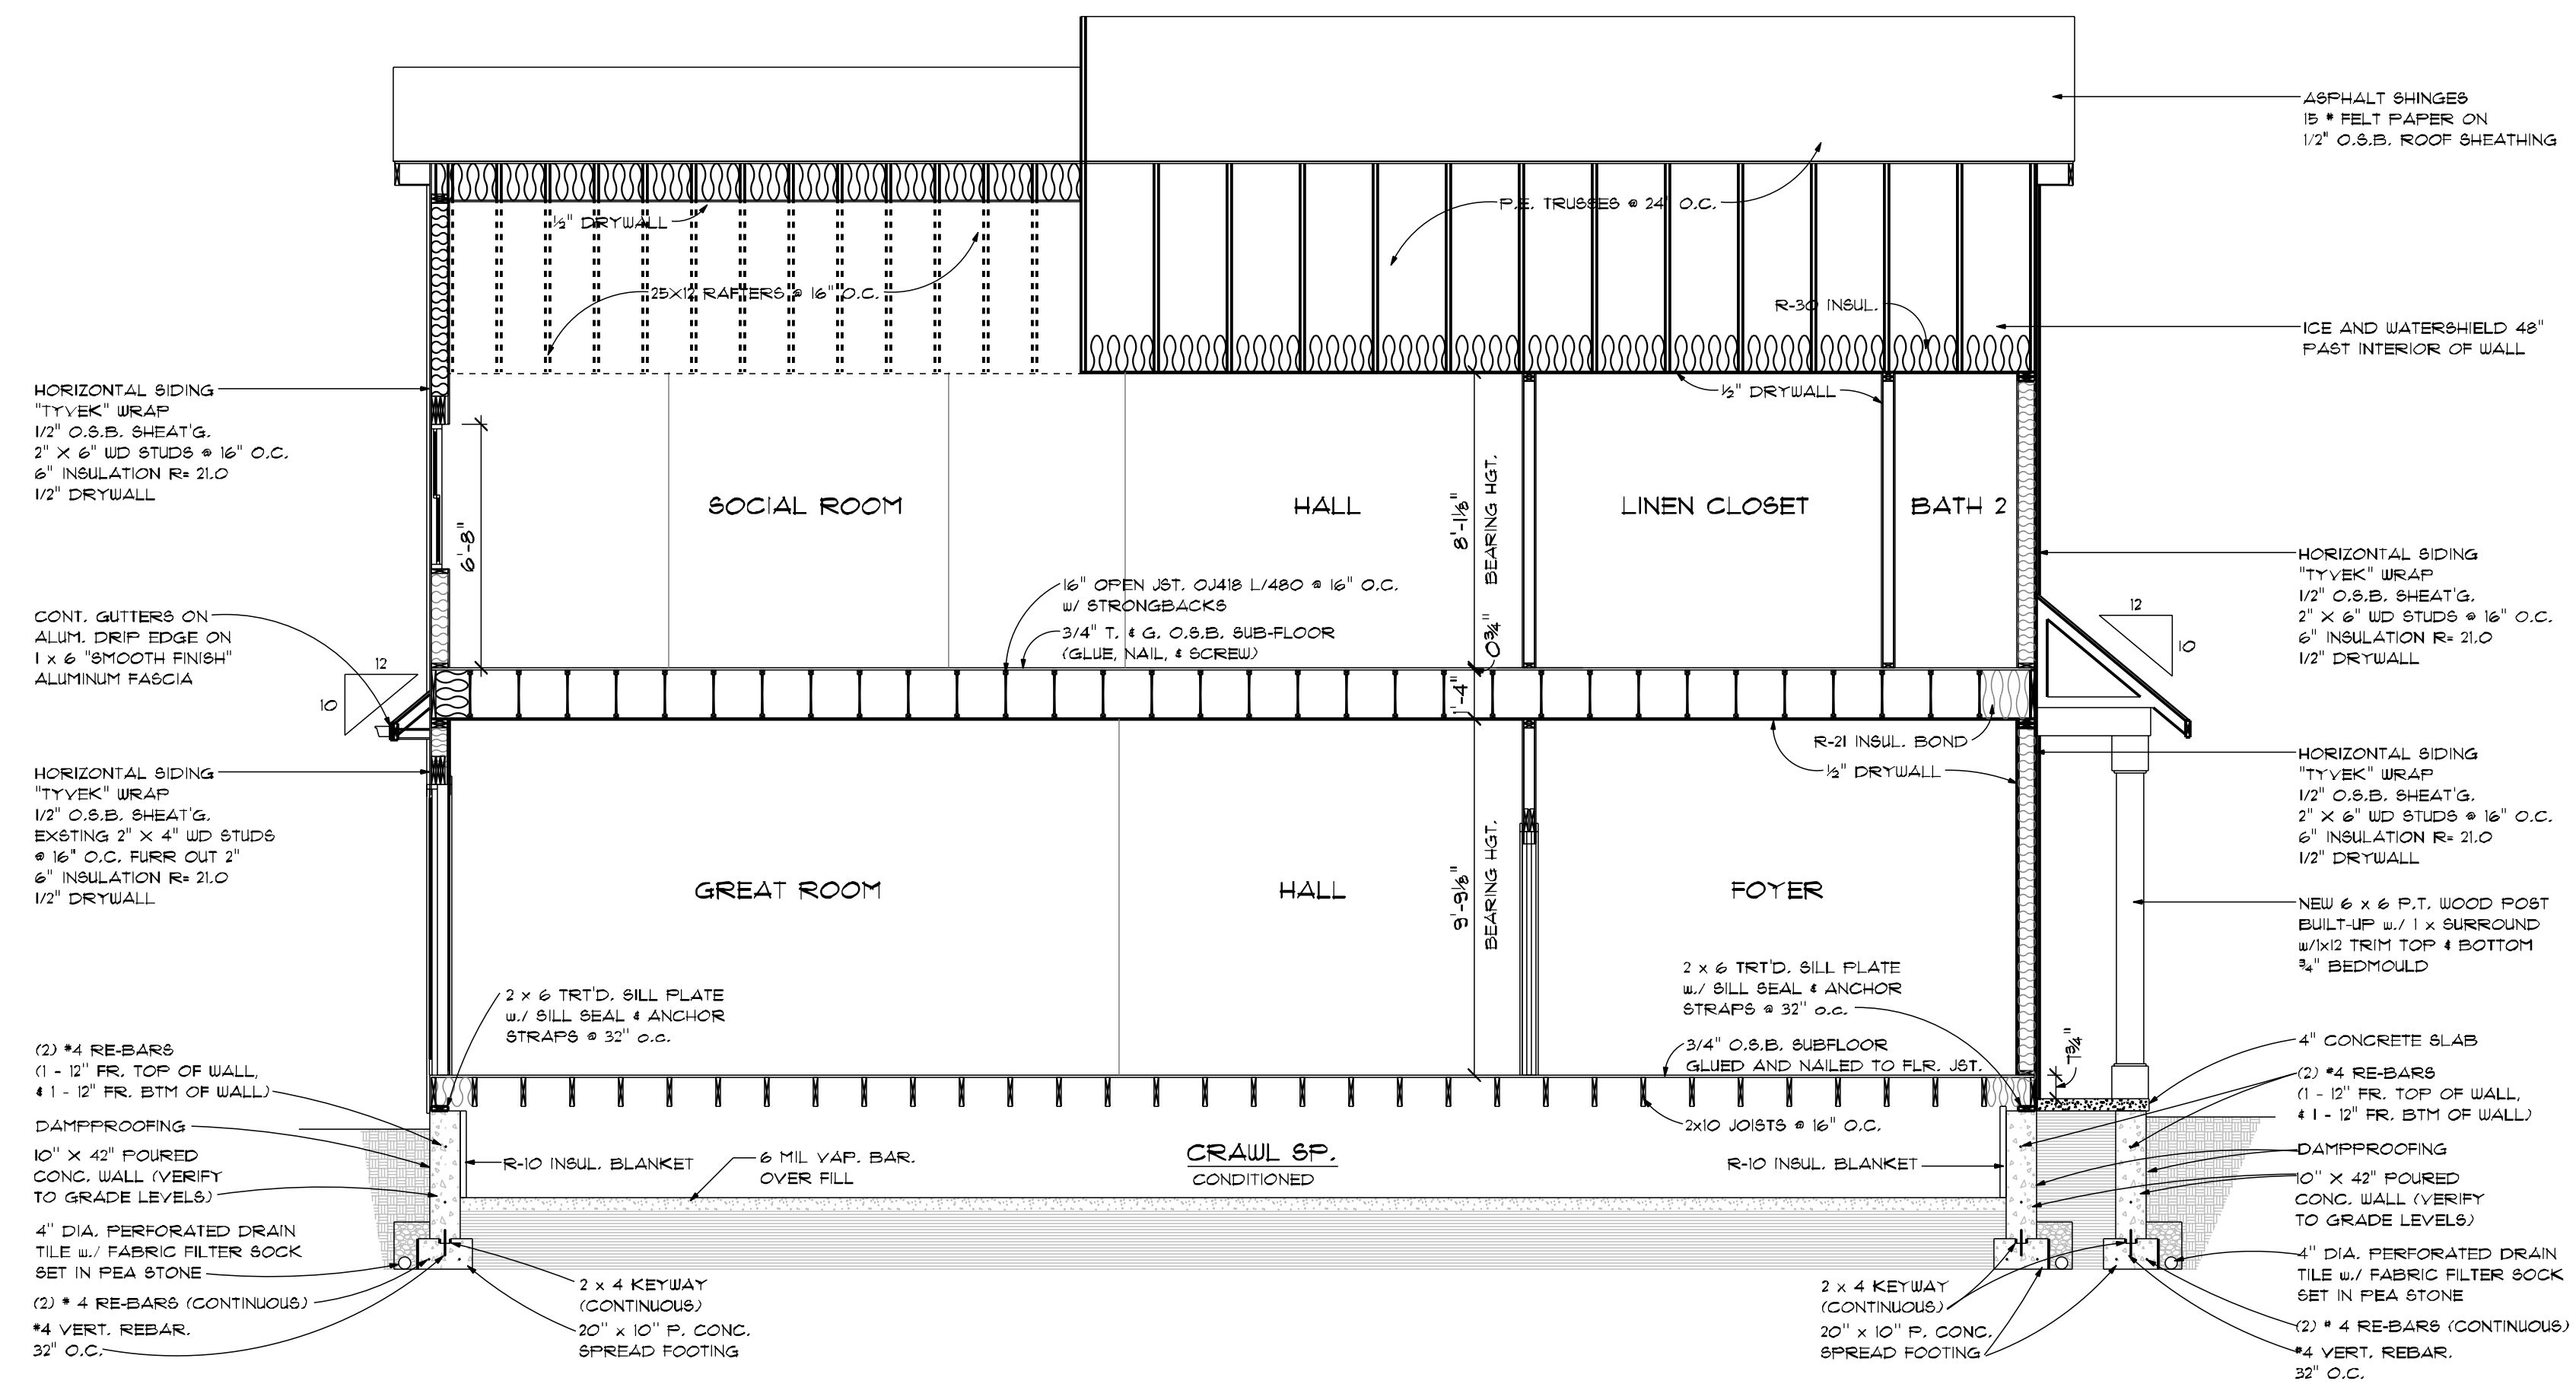 ASPHALT SHINGES
15 # FELT PAPER ON
1/2" O.S.B. ROOF SHEATHING
½" DRYWALL
P.E. TRUSSES @ 24" O.C.
25X12 RAFTERS @ 16" O.C.
R-30 INSUL.
ICE AND WATERSHIELD 48"
PAST INTERIOR OF WALL
HORIZONTAL SIDING
"TYVEK" WRAP
1/2" O.S.B. SHEAT'G.
2" X 6" WD STUDS @ 16" O.C.
6" INSULATION R= 21.0
1/2" DRYWALL
½" DRYWALL
SOCIAL ROOM
HALL
LINEN CLOSET
BATH 2
6'-8"
8'-1⅛"
BEARING HGT.
HORIZONTAL SIDING
"TYVEK" WRAP
1/2" O.S.B. SHEAT'G.
2" X 6" WD STUDS @ 16" O.C.
6" INSULATION R= 21.0
1/2" DRYWALL
16" OPEN JST. OJ418 L/480 @ 16" O.C.
w/ STRONGBACKS
3/4" T. & G. O.S.B. SUB-FLOOR
(GLUE, NAIL, & SCREW)
0¾"
1'-4"
CONT. GUTTERS ON
ALUM. DRIP EDGE ON
1 x 6 "SMOOTH FINISH"
ALUMINUM FASCIA
12
10
12
10
R-21 INSUL. BOND
½" DRYWALL
HORIZONTAL SIDING
"TYVEK" WRAP
1/2" O.S.B. SHEAT'G.
EXSTING 2" X 4" WD STUDS
@ 16" O.C. FURR OUT 2"
6" INSULATION R= 21.0
1/2" DRYWALL
HORIZONTAL SIDING
"TYVEK" WRAP
1/2" O.S.B. SHEAT'G.
2" X 6" WD STUDS @ 16" O.C.
6" INSULATION R= 21.0
1/2" DRYWALL
GREAT ROOM
HALL
FOYER
9'-9⅛"
BEARING HGT.
NEW 6 x 6 P.T. WOOD POST
BUILT-UP w./ 1 x SURROUND
w/1x12 TRIM TOP & BOTTOM
¾" BEDMOULD
2 x 6 TRT'D. SILL PLATE
w./ SILL SEAL & ANCHOR
STRAPS @ 32" o.c.
2 x 6 TRT'D. SILL PLATE
w./ SILL SEAL & ANCHOR
STRAPS @ 32" o.c.
3/4" O.S.B. SUBFLOOR
GLUED AND NAILED TO FLR. JST.
7¾"
4" CONCRETE SLAB
(2) #4 RE-BARS
(1 - 12" FR. TOP OF WALL,
& 1 - 12" FR. BTM OF WALL)
DAMPPROOFING
10" X 42" POURED
CONC. WALL (VERIFY
TO GRADE LEVELS)
4" DIA. PERFORATED DRAIN
TILE w./ FABRIC FILTER SOCK
SET IN PEA STONE
(2) # 4 RE-BARS (CONTINUOUS)
#4 VERT. REBAR.
32" O.C.
R-10 INSUL. BLANKET
6 MIL VAP. BAR.
OVER FILL
CRAWL SP.
CONDITIONED
2x10 JOISTS @ 16" O.C.
R-10 INSUL. BLANKET
2 x 4 KEYWAY
(CONTINUOUS)
20" x 10" P. CONC.
SPREAD FOOTING
2 x 4 KEYWAY
(CONTINUOUS)
20" x 10" P. CONC.
SPREAD FOOTING
(2) #4 RE-BARS
(1 - 12" FR. TOP OF WALL,
& 1 - 12" FR. BTM OF WALL)
DAMPPROOFING
10" X 42" POURED
CONC. WALL (VERIFY
TO GRADE LEVELS)
4" DIA. PERFORATED DRAIN
TILE w./ FABRIC FILTER SOCK
SET IN PEA STONE
(2) # 4 RE-BARS (CONTINUOUS)
#4 VERT. REBAR.
32" O.C.